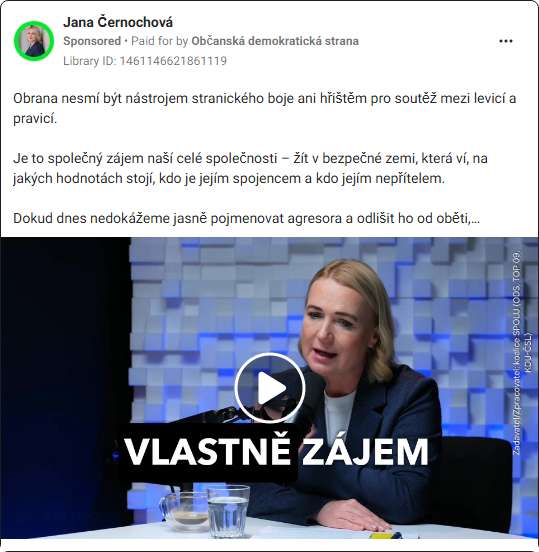 Jana Černochová
Sponsored • Paid for by Občanská demokratická strana
Library ID: 1461146621861119
Obrana nesmí být nástrojem stranického boje ani hřištěm pro soutěž mezi levicí a
pravicí.
Je to společný zájem naší celé společnosti – žít v bezpečné zemi, která ví, na
jakých hodnotách stojí, kdo je jejím spojencem a kdo jejím nepřítelem.
Dokud dnes nedokážeme jasně pojmenovat agresora a odlišit ho od oběti,…
Zadavatel/Zpracovatel: koalice SPOLU (ODS, TOP 09,
KDU-ČSL)
VLASTNĚ ZÁJEM